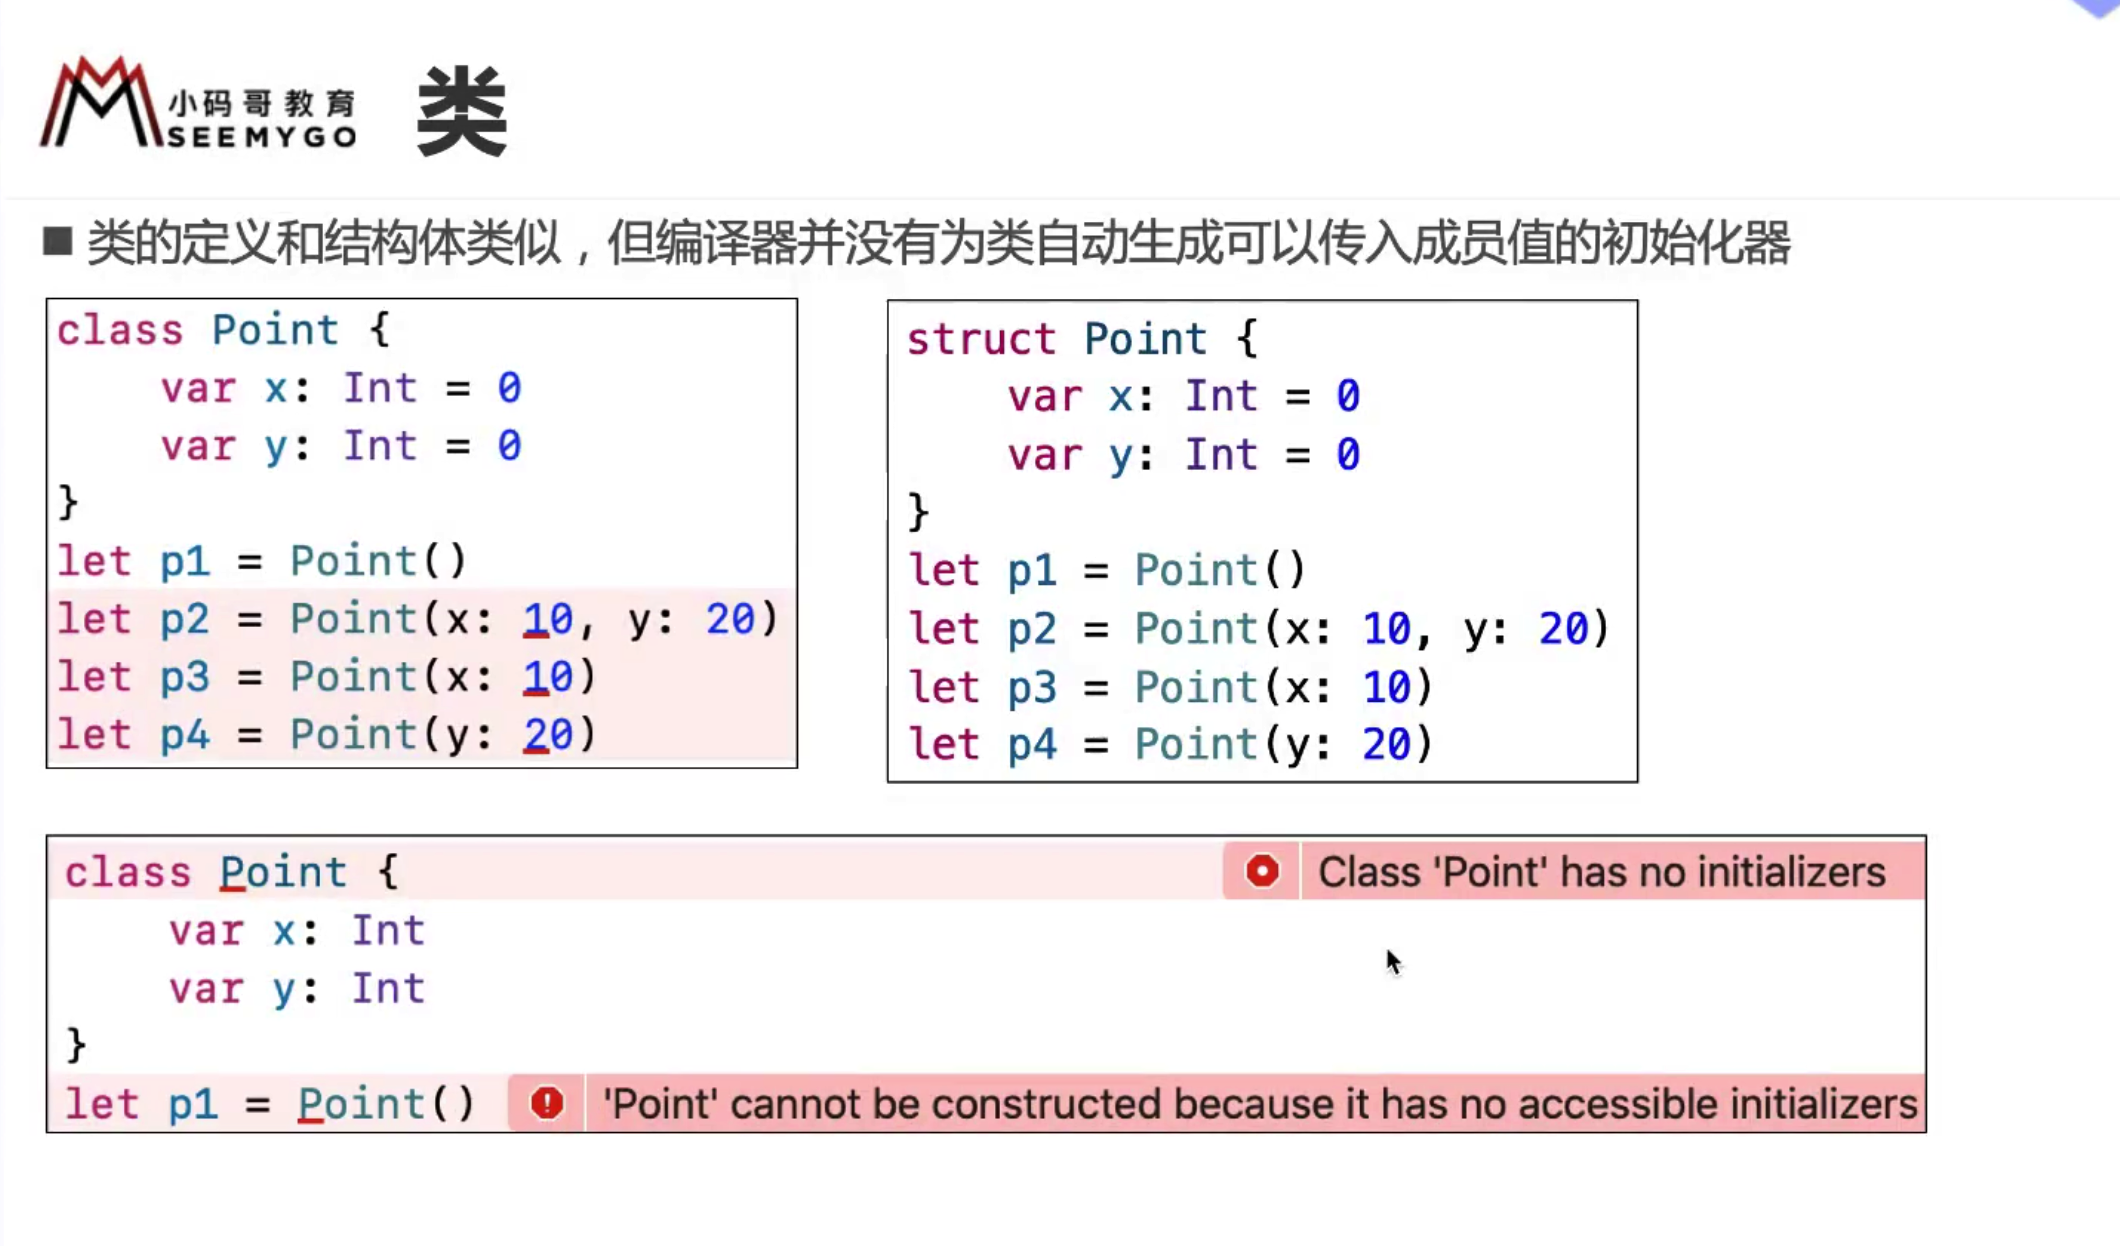 小码哥教育
SEEMYGO
类
■ 类的定义和结构体类似，但编译器并没有为类自动生成可以传入成员值的初始化器
class Point {
    var x: Int = 0
    var y: Int = 0
}
let p1 = Point()
let p2 = Point(x: 10, y: 20)
let p3 = Point(x: 10)
let p4 = Point(y: 20)
struct Point {
    var x: Int = 0
    var y: Int = 0
}
let p1 = Point()
let p2 = Point(x: 10, y: 20)
let p3 = Point(x: 10)
let p4 = Point(y: 20)
class Point { Class 'Point' has no initializers
    var x: Int
    var y: Int
}
let p1 = Point() 'Point' cannot be constructed because it has no accessible initializers